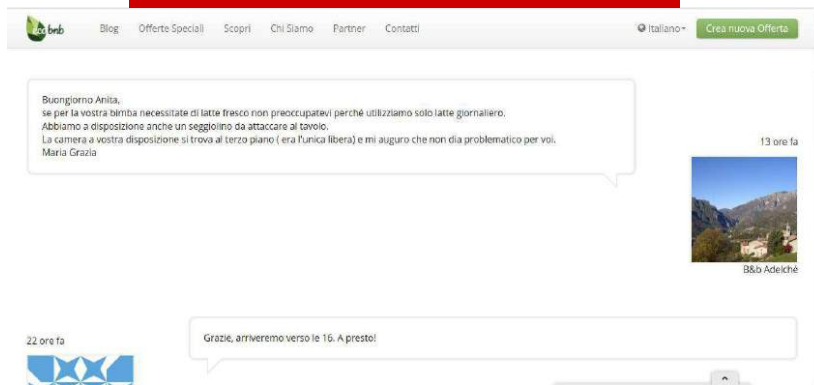 eco bnb
Blog Offerte Speciali Scopri Chi Siamo Partner Contatti Italiano Crea nuova Offerta
Buongiorno Anita,
se per la vostra bimba necessitate di latte fresco non preoccupatevi perché utilizziamo solo latte giornaliero.
Abbiamo a disposizione anche un seggiolino da attaccare al tavolo.
La camera a vostra disposizione si trova al terzo piano ( era l'unica libera) e mi auguro che non dia problematico per voi.
Maria Grazia
13 ore fa
B&b Adelché
22 ore fa
Grazie, arriveremo verso le 16. A presto!